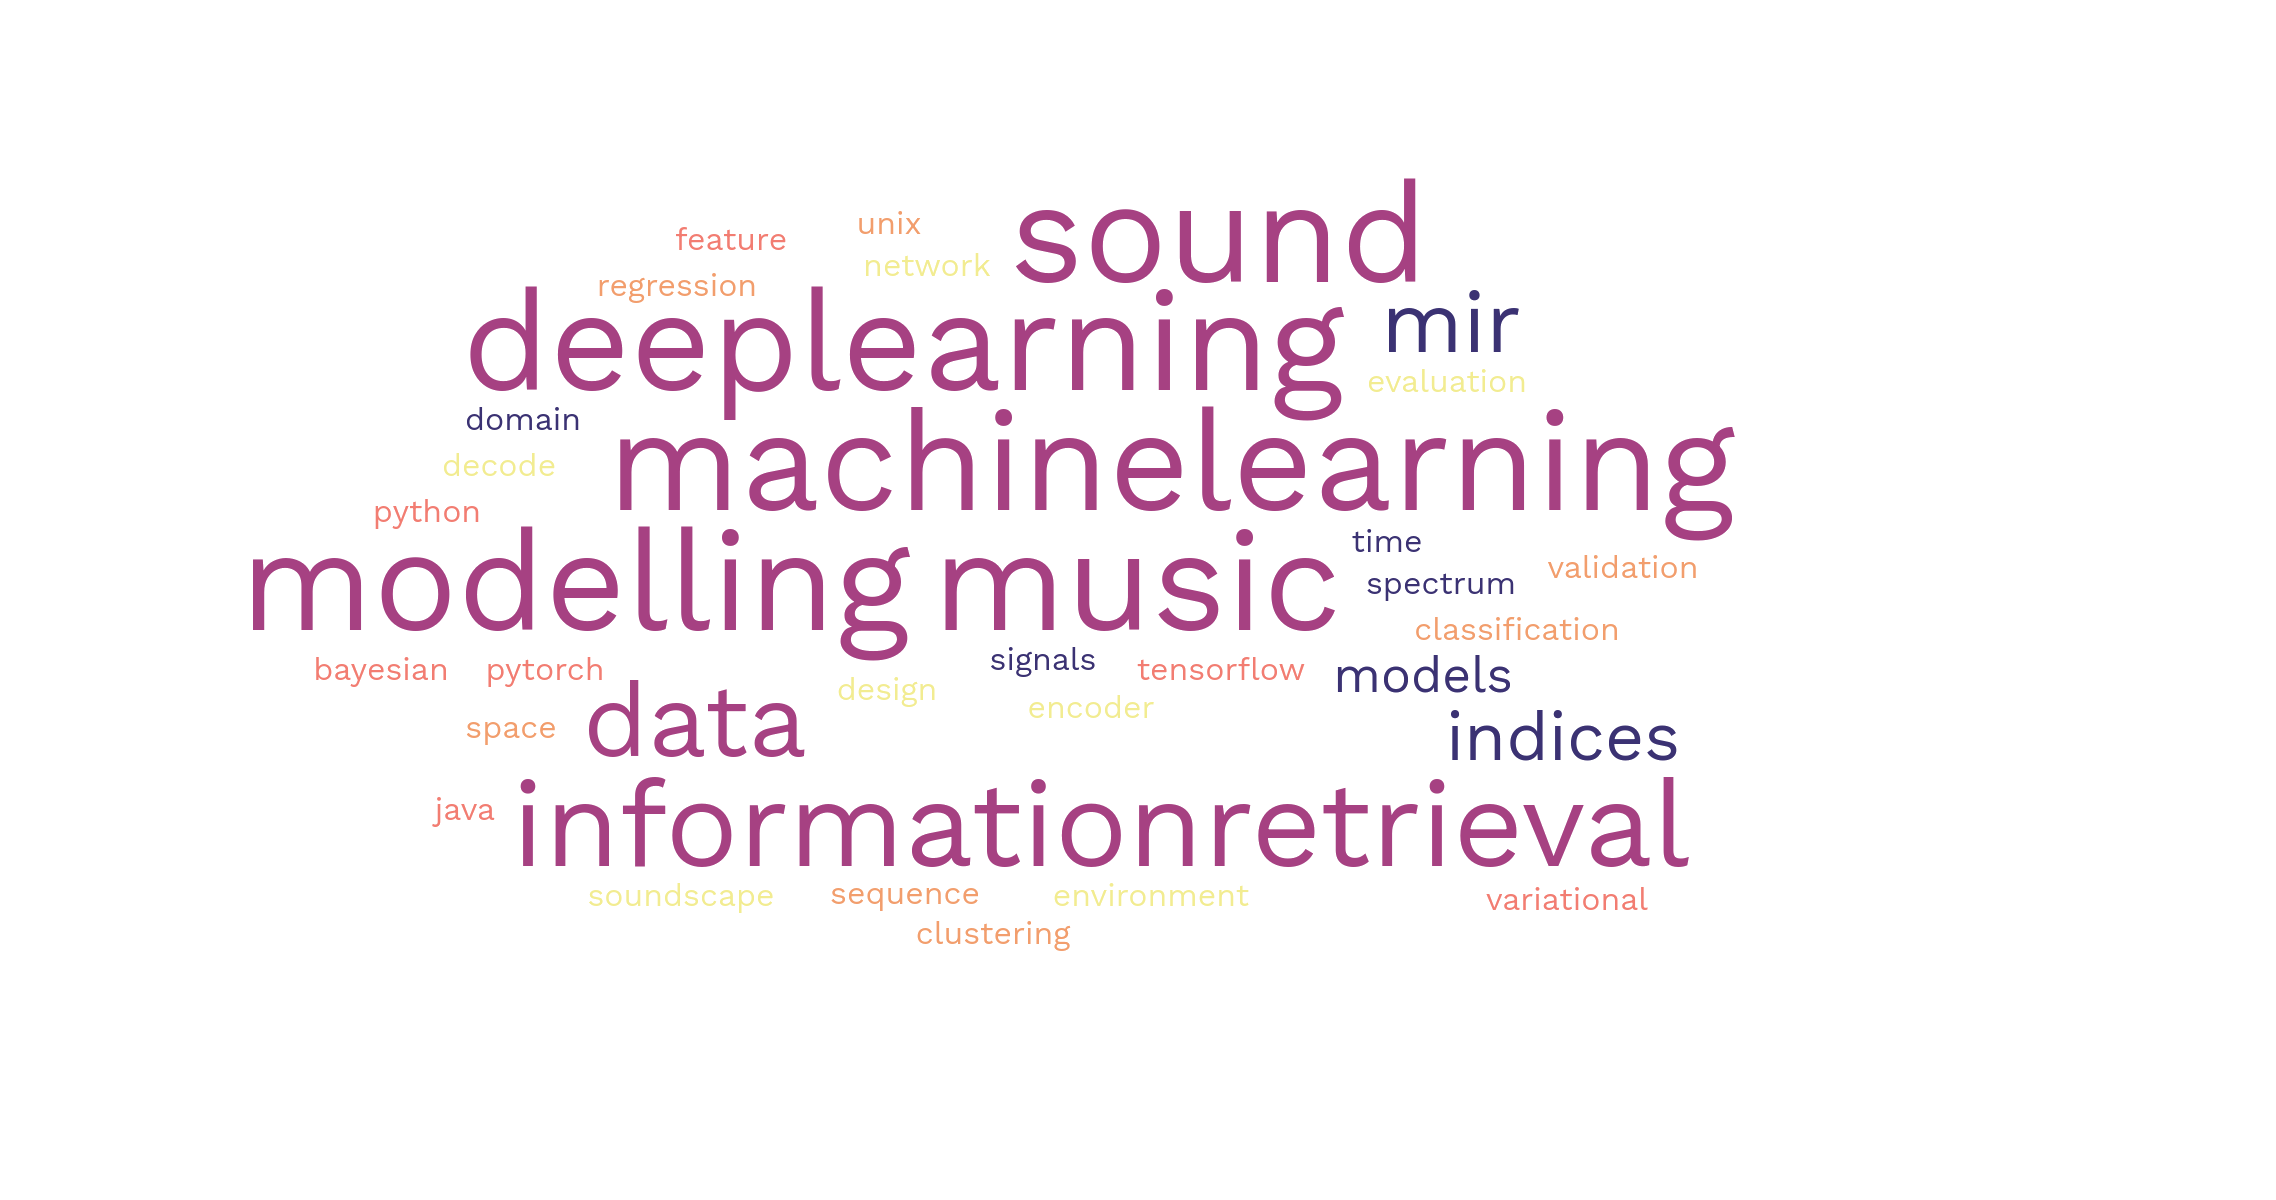 sound
unix
feature
network
regression
deeplearning
mir
evaluation
domain
machinelearning
decode
python
modelling music
time
validation
spectrum
classification
signals
bayesian pytorch
tensorflow
models
design
encoder
data
space
indices
java
informationretrieval
soundscape
sequence
environment
variational
clustering